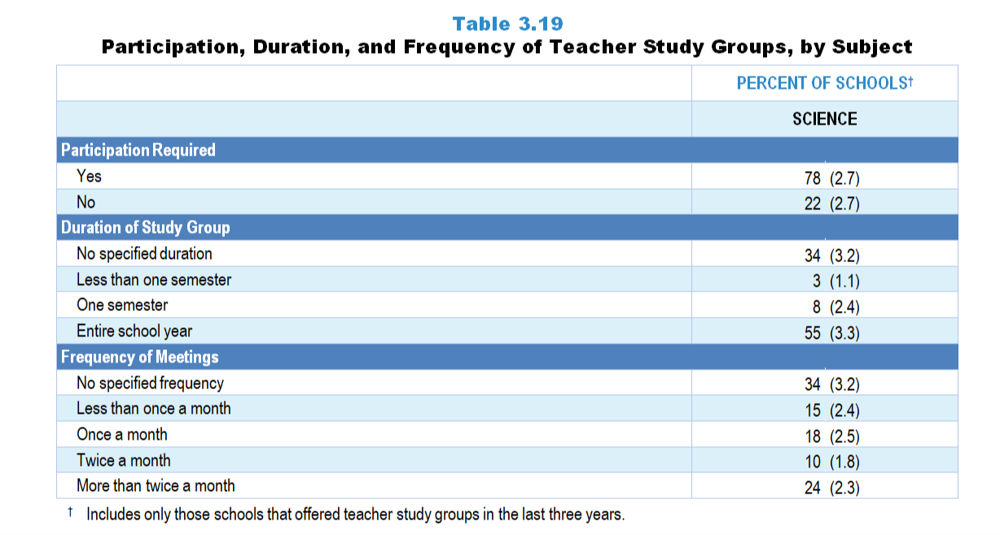 Table 3.19
Participation, Duration, and Frequency of Teacher Study Groups, by Subject
PERCENT OF SCHOOLS†
SCIENCE
Participation Required
Yes 78 (2.7)
No 22 (2.7)
Duration of Study Group
No specified duration 34 (3.2)
Less than one semester 3 (1.1)
One semester 8 (2.4)
Entire school year 55 (3.3)
Frequency of Meetings
No specified frequency 34 (3.2)
Less than once a month 15 (2.4)
Once a month 18 (2.5)
Twice a month 10 (1.8)
More than twice a month 24 (2.3)
† Includes only those schools that offered teacher study groups in the last three years.